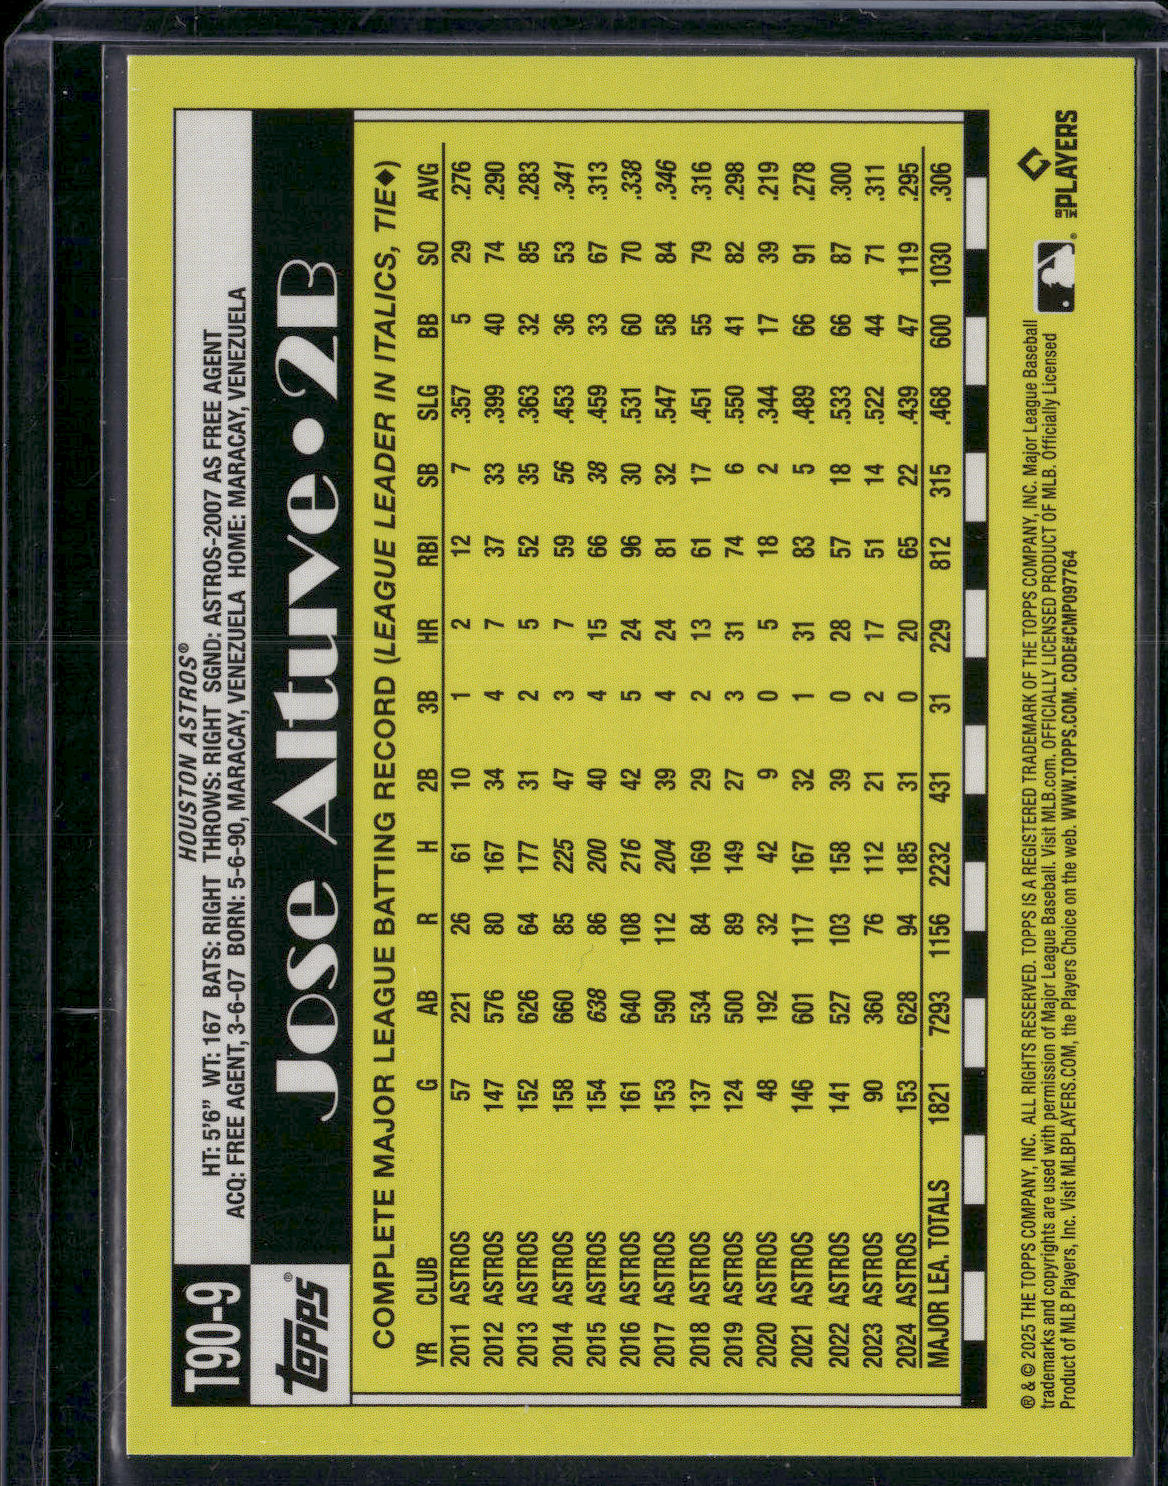 T90-9
HOUSTON ASTROS®
HT: 5'6" WT: 167 BATS: RIGHT THROWS: RIGHT SGND: ASTROS-2007 AS FREE AGENT
ACQ: FREE AGENT, 3-6-07 BORN: 5-6-90, MARACAY, VENEZUELA HOME: MARACAY, VENEZUELA
topps®
Jose Altuve • 2B
COMPLETE MAJOR LEAGUE BATTING RECORD (LEAGUE LEADER IN ITALICS, TIE◆)
YR CLUB G AB R H 2B 3B HR RBI SB SLG BB SO AVG
2011 ASTROS 57 221 26 61 10 1 2 12 7 .357 5 29 .276
2012 ASTROS 147 576 80 167 34 4 7 37 33 .399 40 74 .290
2013 ASTROS 152 626 64 177 31 2 5 52 35 .363 32 85 .283
2014 ASTROS 158 660 85 225 47 3 7 59 56 .453 36 53 .341
2015 ASTROS 154 638 86 200 40 4 15 66 38 .459 33 67 .313
2016 ASTROS 161 640 108 216 42 5 24 96 30 .531 60 70 .338
2017 ASTROS 153 590 112 204 39 4 24 81 32 .547 58 84 .346
2018 ASTROS 137 534 84 169 29 2 13 61 17 .451 55 79 .316
2019 ASTROS 124 500 89 149 27 3 31 74 6 .550 41 82 .298
2020 ASTROS 48 192 32 42 9 0 5 18 2 .344 17 39 .219
2021 ASTROS 146 601 117 167 32 1 31 83 5 .489 66 91 .278
2022 ASTROS 141 527 103 158 39 0 28 57 18 .533 66 87 .300
2023 ASTROS 90 360 76 112 21 2 17 51 14 .522 44 71 .311
2024 ASTROS 153 628 94 185 31 0 20 65 22 .439 47 119 .295
MAJOR LEA. TOTALS 1821 7293 1156 2232 431 31 229 812 315 .468 600 1030 .306
® & © 2025 THE TOPPS COMPANY, INC. ALL RIGHTS RESERVED. TOPPS IS A REGISTERED TRADEMARK OF THE TOPPS COMPANY, INC. Major League Baseball
trademarks and copyrights are used with permission of Major League Baseball. Visit MLB.com. OFFICIALLY LICENSED PRODUCT OF MLB. Officially Licensed
Product of MLB Players, Inc. Visit MLBPLAYERS.COM, the Players Choice on the web. WWW.TOPPS.COM. CODE#CMP097764
®
MLB PLAYERS